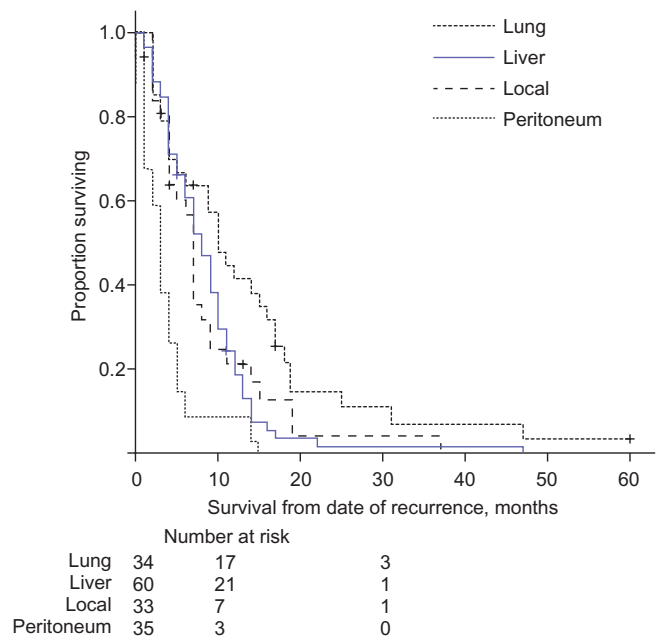 Lung
Liver
Local
Peritoneum
1.0
0.8
0.6
0.4
0.2
Proportion surviving
0 10 20 30 40 50 60
Survival from date of recurrence, months
Number at risk
Lung 34 17 3
Liver 60 21 1
Local 33 7 1
Peritoneum 35 3 0